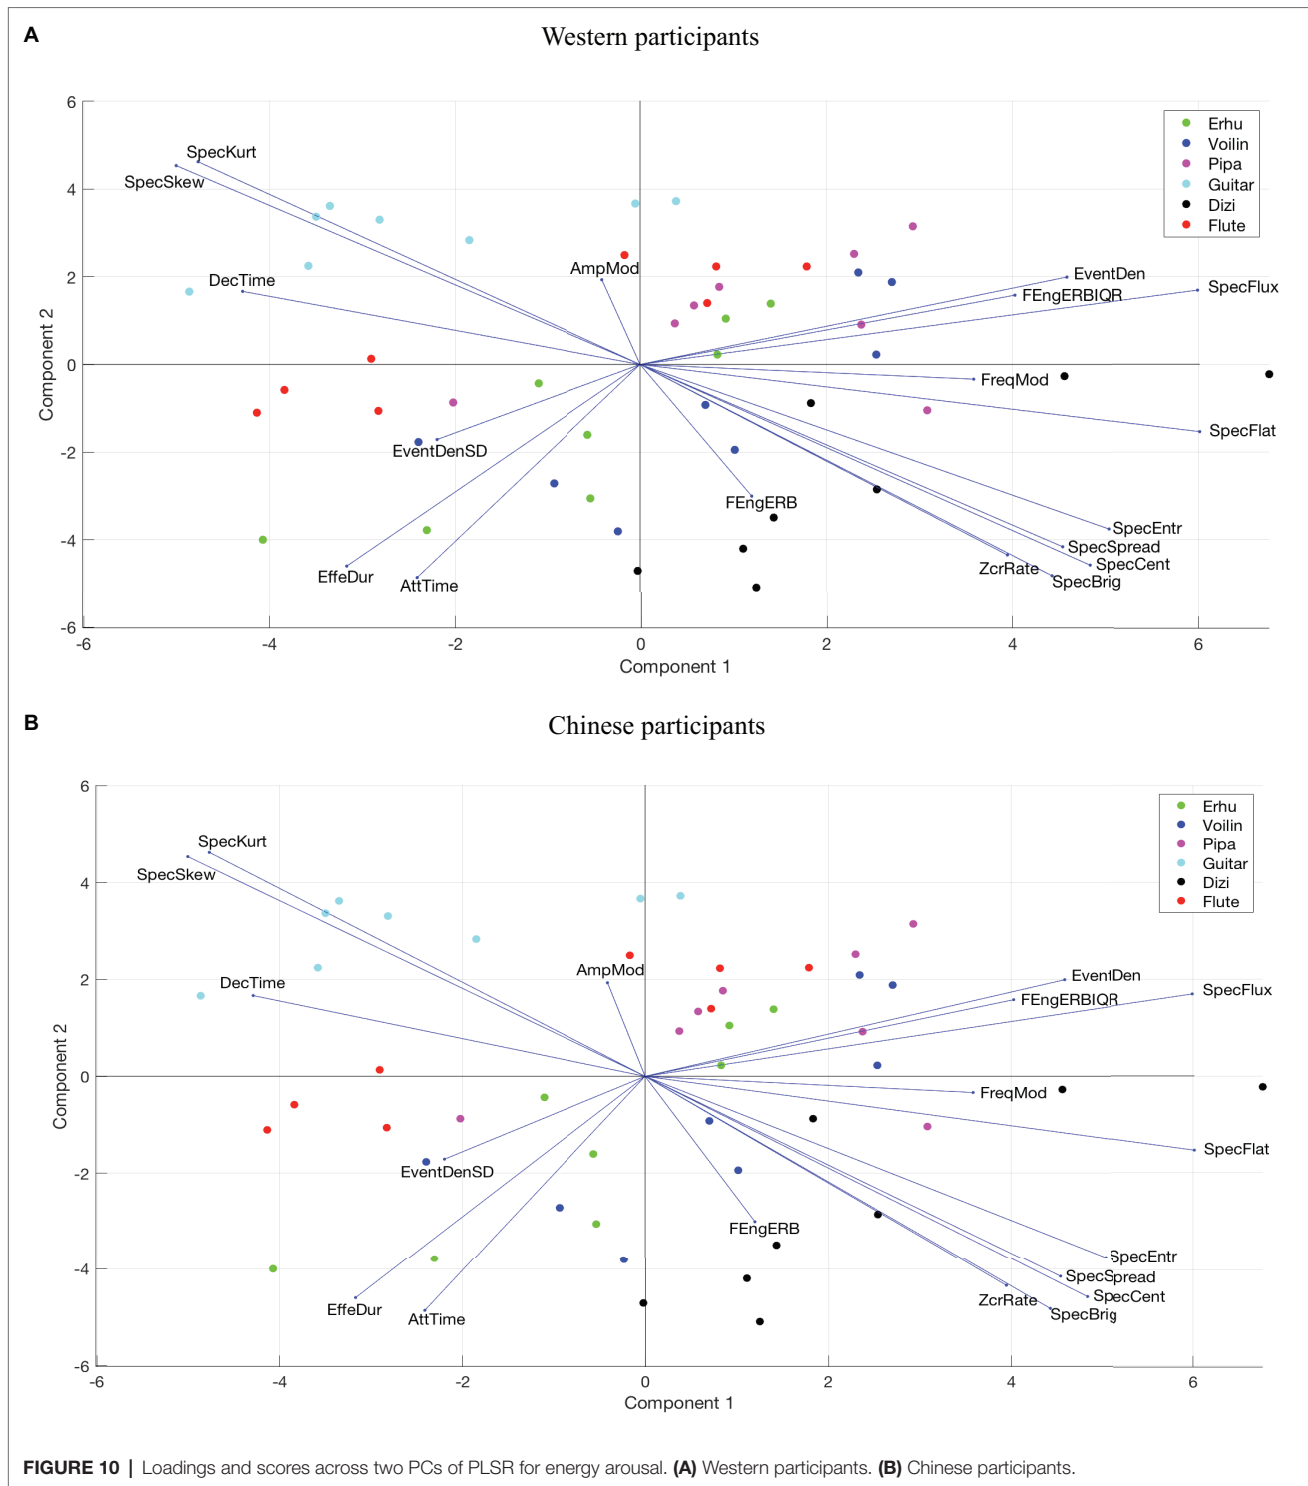 A
Western participants
6
4
2
0
-2
-4
-6
-6
-4
-2
0
2
4
6
Component 2
Component 1
Erhu
Voilin
Pipa
Guitar
Dizi
Flute
SpecKurt
SpecSkew
DecTime
AmpMod
EventDen
SpecFlux
FEngERBIQR
FreqMod
SpecFlat
EventDenSD
FEngERB
SpecEntr
SpecSpread
SpecCent
ZcrRate
SpecBrig
EffeDur
AttTime
B
Chinese participants
6
4
2
0
-2
-4
-6
-6
-4
-2
0
2
4
6
Component 2
Component 1
Erhu
Voilin
Pipa
Guitar
Dizi
Flute
SpecKurt
SpecSkew
DecTime
AmpMod
EventDen
SpecFlux
FEngERBIQR
FreqMod
SpecFlat
EventDenSD
FEngERB
SpecEntr
SpecSpread
SpecCent
ZcrRate
SpecBrig
EffeDur
AttTime
FIGURE 10 | Loadings and scores across two PCs of PLSR for energy arousal. (A) Western participants. (B) Chinese participants.